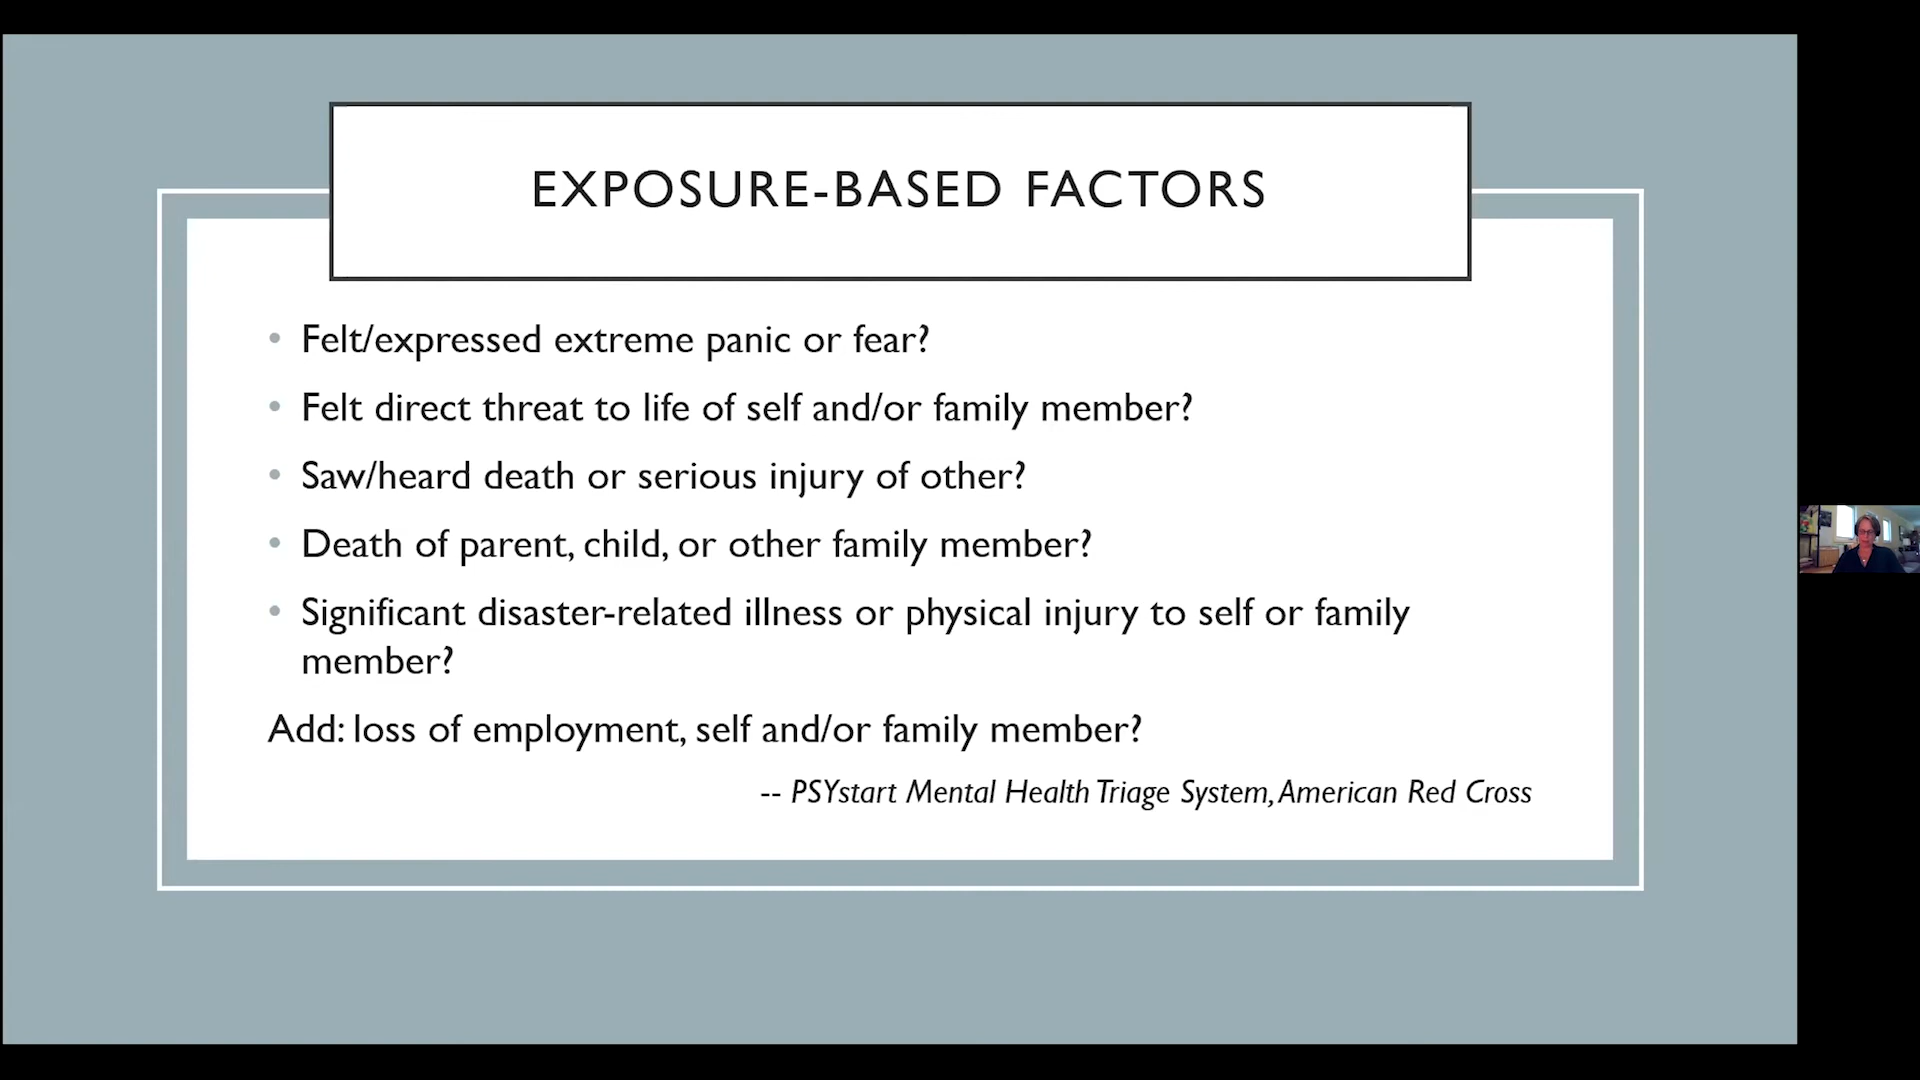 EXPOSURE-BASED FACTORS
• Felt/expressed extreme panic or fear?
• Felt direct threat to life of self and/or family member?
• Saw/heard death or serious injury of other?
• Death of parent, child, or other family member?
• Significant disaster-related illness or physical injury to self or family
member?
Add: loss of employment, self and/or family member?
-- PSYstart Mental Health Triage System, American Red Cross